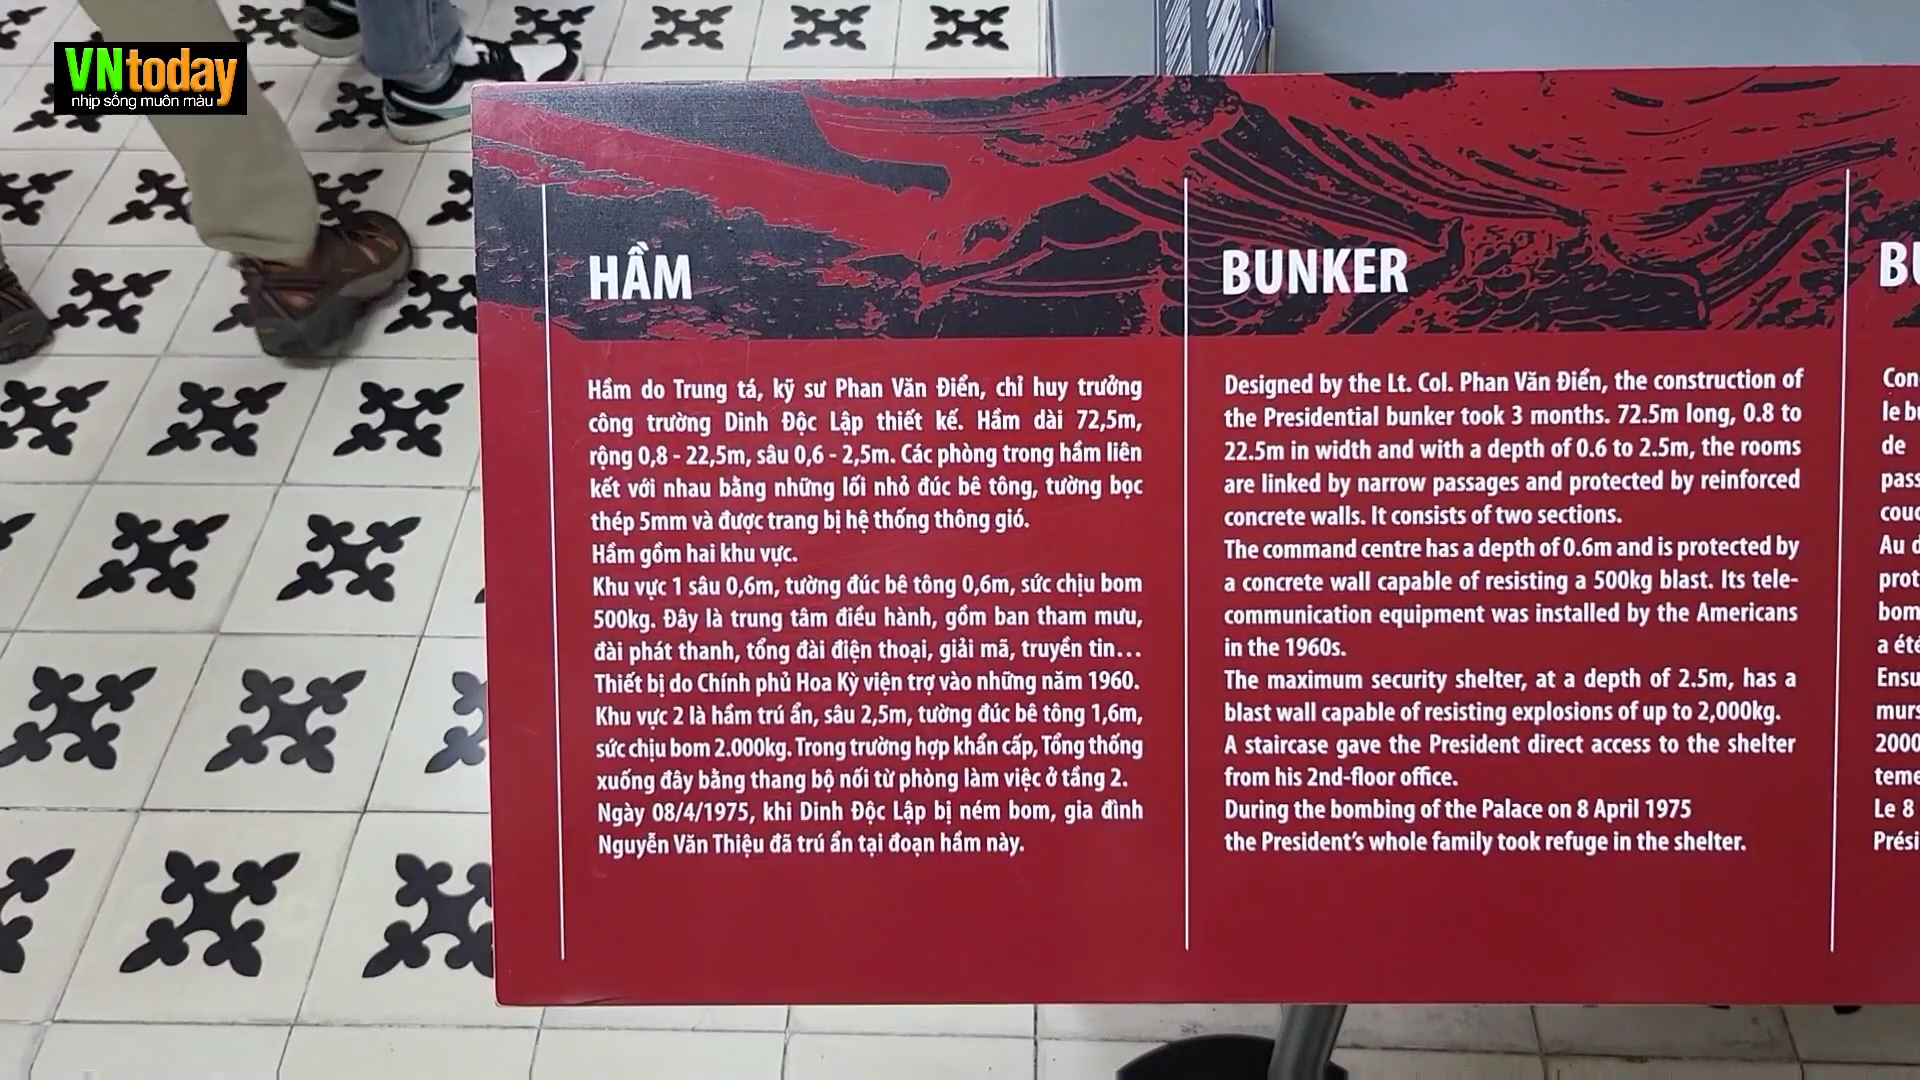 VNtoday
nhịp sống muôn màu
HẦM
Hầm do Trung tá, kỹ sư Phan Văn Điển, chỉ huy trưởng
công trường Dinh Độc Lập thiết kế. Hầm dài 72,5m,
rộng 0,8 - 22,5m, sâu 0,6 - 2,5m. Các phòng trong hầm liên
kết với nhau bằng những lối nhỏ đúc bê tông, tường bọc
thép 5mm và được trang bị hệ thống thông gió.
Hầm gồm hai khu vực.
Khu vực 1 sâu 0,6m, tường đúc bê tông 0,6m, sức chịu bom
500kg. Đây là trung tâm điều hành, gồm ban tham mưu,
đài phát thanh, tổng đài điện thoại, giải mã, truyền tin...
Thiết bị do Chính phủ Hoa Kỳ viện trợ vào những năm 1960.
Khu vực 2 là hầm trú ẩn, sâu 2,5m, tường đúc bê tông 1,6m,
sức chịu bom 2.000kg. Trong trường hợp khẩn cấp, Tổng thống
xuống đây bằng thang bộ nối từ phòng làm việc ở tầng 2.
Ngày 08/4/1975, khi Dinh Độc Lập bị ném bom, gia đình
Nguyễn Văn Thiệu đã trú ẩn tại đoạn hầm này.
BUNKER
Designed by the Lt. Col. Phan Văn Điển, the construction of
the Presidential bunker took 3 months. 72.5m long, 0.8 to
22.5m in width and with a depth of 0.6 to 2.5m, the rooms
are linked by narrow passages and protected by reinforced
concrete walls. It consists of two sections.
The command centre has a depth of 0.6m and is protected by
a concrete wall capable of resisting a 500kg blast. Its tele-
communication equipment was installed by the Americans
in the 1960s.
The maximum security shelter, at a depth of 2.5m, has a
blast wall capable of resisting explosions of up to 2,000kg.
A staircase gave the President direct access to the shelter
from his 2nd-floor office.
During the bombing of the Palace on 8 April 1975
the President's whole family took refuge in the shelter.
le
de
Au
a
2000
Le 8